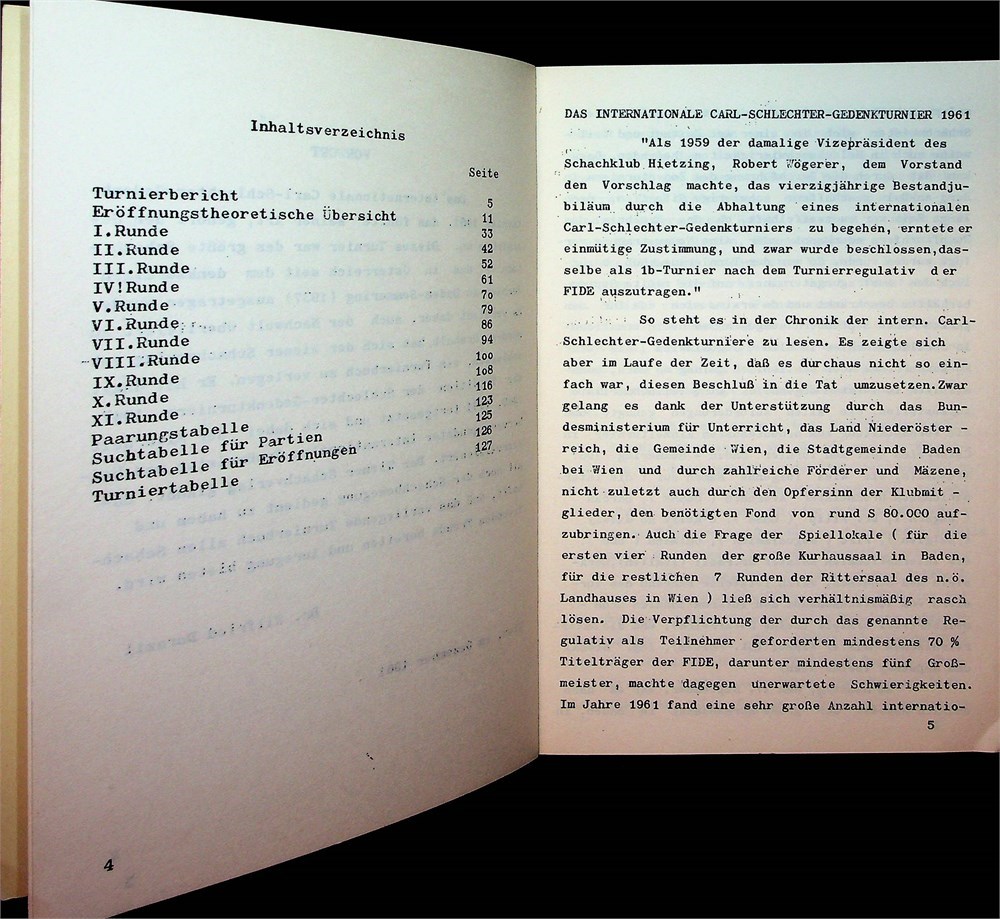 Inhaltsverzeichnis
Seite
Turnierbericht 5
Eröffnungstheoretische Übersicht 11
I.Runde 33
II.Runde 42
III.Runde 52
IV!Runde 61
V.Runde 7o
VI.Runde 79
VII.Runde 86
VIII.Runde 94
IX.Runde 1oo
X.Runde 1o8
XI.Runde 116
Paarungstabelle 123
Suchtabelle für Partien 125
Suchtabelle für Eröffnungen 126
Turniertabelle 127
4
DAS INTERNATIONALE CARL-SCHLECHTER-GEDENKTURNIER 1961
"Als 1959 der damalige Vizepräsident des
Schachklub Hietzing, Robert Wögerer, dem Vorstand
den Vorschlag machte, das vierzigjährige Bestandju-
biläum durch die Abhaltung eines internationalen
Carl-Schlechter-Gedenkturniers zu begehen, erntete er
einmütige Zustimmung, und zwar wurde beschlossen,das-
selbe als 1b-Turnier nach dem Turnierregulativ der
FIDE auszutragen."
So steht es in der Chronik der intern. Carl-
Schlechter-Gedenkturniere zu lesen. Es zeigte sich
aber im Laufe der Zeit, daß es durchaus nicht so ein-
fach war, diesen Beschluß in die Tat umzusetzen.Zwar
gelang es dank der Unterstützung durch das Bun-
desministerium für Unterricht, das Land Niederöster -
reich, die Gemeinde Wien, die Stadtgemeinde Baden
bei Wien und durch zahlreiche Förderer und Mäzene,
nicht zuletzt auch durch den Opfersinn der Klubmit -
glieder, den benötigten Fond von rund S 80.000 auf-
zubringen. Auch die Frage der Spiellokale ( für die
ersten vier Runden der große Kurhaussaal in Baden,
für die restlichen 7 Runden der Rittersaal des n.ö.
Landhauses in Wien ) ließ sich verhältnismäßig rasch
lösen. Die Verpflichtung der durch das genannte Re-
gulativ als Teilnehmer geforderten mindestens 70 %
Titelträger der FIDE, darunter mindestens fünf Groß-
meister, machte dagegen unerwartete Schwierigkeiten.
Im Jahre 1961 fand eine sehr große Anzahl internatio-
5